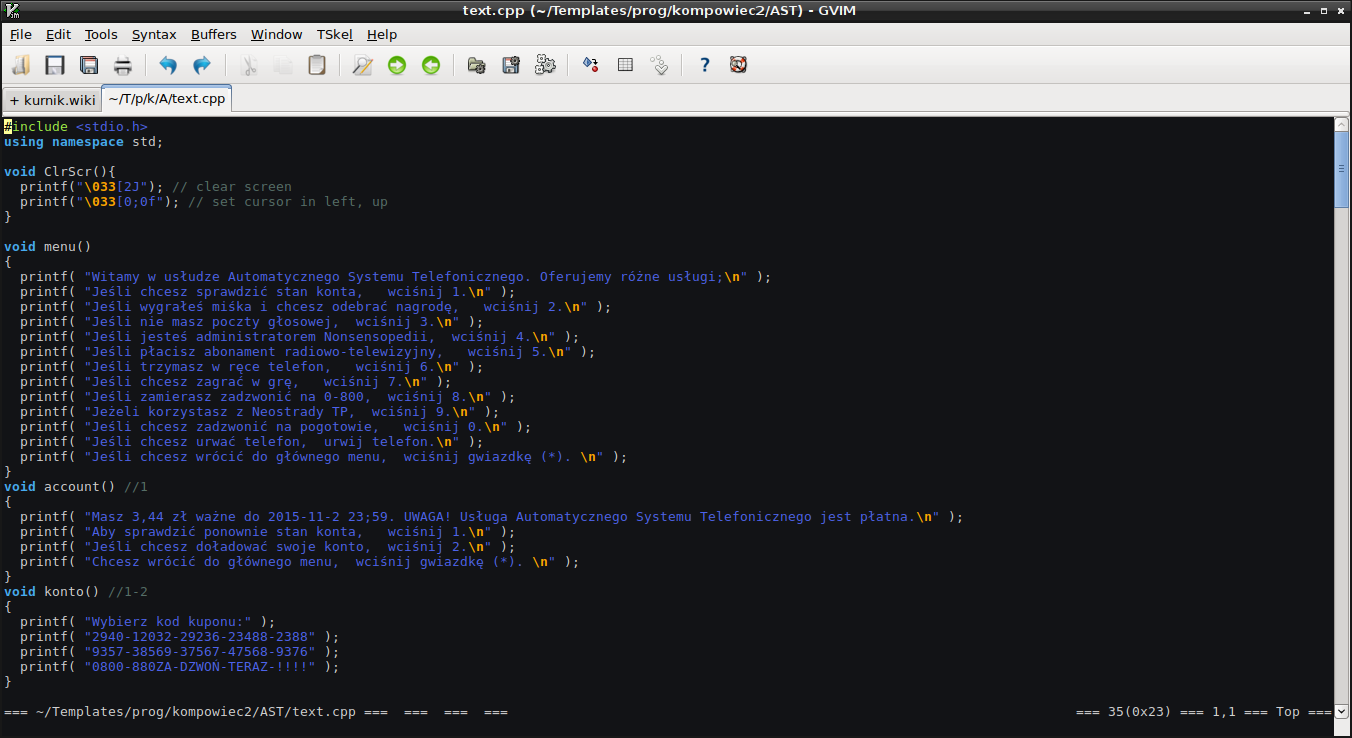 text.cpp (~/Templates/prog/kompowiec2/AST) - GVIM
File Edit Tools Syntax Buffers Window TSkel Help
+ kurnik.wiki ~/T/p/k/A/text.cpp
#include <stdio.h>
using namespace std;

void ClrScr(){
  printf("\033[2J"); // clear screen
  printf("\033[0;0f"); // set cursor in left, up
}

void menu()
{
  printf( "Witamy w usłudze Automatycznego Systemu Telefonicznego. Oferujemy różne usługi;\n" );
  printf( "Jeśli chcesz sprawdzić stan konta,   wciśnij 1.\n" );
  printf( "Jeśli wygrałeś miśka i chcesz odebrać nagrodę,   wciśnij 2.\n" );
  printf( "Jeśli nie masz poczty głosowej,  wciśnij 3.\n" );
  printf( "Jeśli jesteś administratorem Nonsensopedii,  wciśnij 4.\n" );
  printf( "Jeśli płacisz abonament radiowo-telewizyjny,   wciśnij 5.\n" );
  printf( "Jeśli trzymasz w ręce telefon,   wciśnij 6.\n" );
  printf( "Jeśli chcesz zagrać w grę,   wciśnij 7.\n" );
  printf( "Jeśli zamierasz zadzwonić na 0-800,  wciśnij 8.\n" );
  printf( "Jeżeli korzystasz z Neostrady TP,  wciśnij 9.\n" );
  printf( "Jeśli chcesz zadzwonić na pogotowie,   wciśnij 0.\n" );
  printf( "Jeśli chcesz urwać telefon,  urwij telefon.\n" );
  printf( "Jeśli chcesz wrócić do głównego menu,  wciśnij gwiazdkę (*). \n" );
}
void account() //1
{
  printf( "Masz 3,44 zł ważne do 2015-11-2 23;59. UWAGA! Usługa Automatycznego Systemu Telefonicznego jest płatna.\n" );
  printf( "Aby sprawdzić ponownie stan konta,   wciśnij 1.\n" );
  printf( "Jeśli chcesz doładować swoje konto,  wciśnij 2.\n" );
  printf( "Chcesz wrócić do głównego menu,  wciśnij gwiazdkę (*). \n" );
}
void konto() //1-2
{
  printf( "Wybierz kod kuponu:" );
  printf( "2940-12032-29236-23488-2388" );
  printf( "9357-38569-37567-47568-9376" );
  printf( "0800-880ZA-DZWOŃ-TERAZ-!!!!" );
}

=== ~/Templates/prog/kompowiec2/AST/text.cpp ===  ===  ===  === === 35(0x23) === 1,1 === Top ===